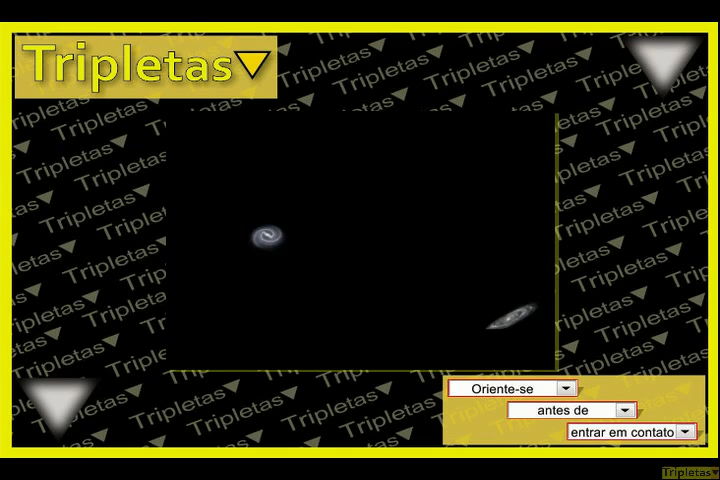 Tripletas
Oriente-se
antes de
entrar em contato
Tripletas